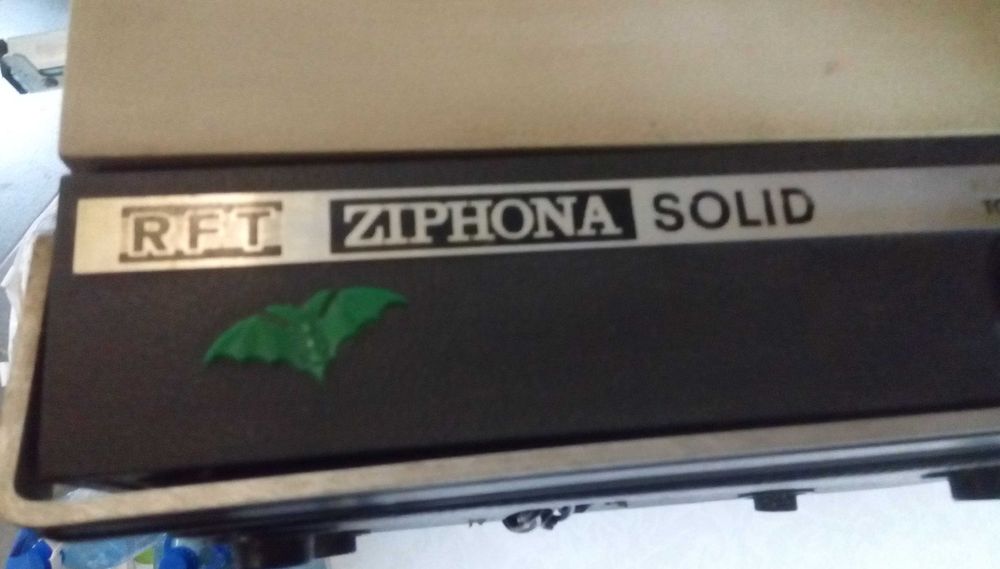 RFT ZIPHONA SOLID